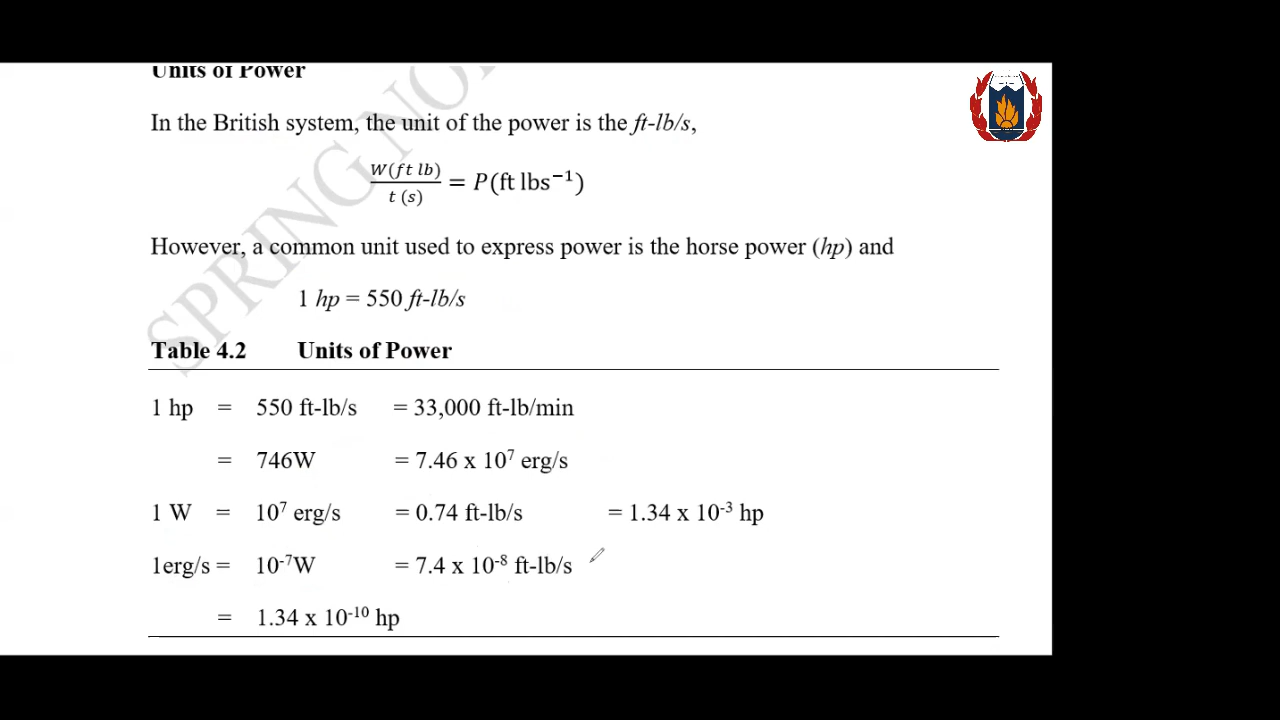 Units of Power
In the British system, the unit of the power is the ft-lb/s,
W(ft lb)/t (s) = P(ft lbs⁻¹)
However, a common unit used to express power is the horse power (hp) and
1 hp = 550 ft-lb/s
Table 4.2 Units of Power
1 hp = 550 ft-lb/s = 33,000 ft-lb/min
= 746W = 7.46 x 10⁷ erg/s
1 W = 10⁷ erg/s = 0.74 ft-lb/s = 1.34 x 10⁻³ hp
1erg/s = 10⁻⁷W = 7.4 x 10⁻⁸ ft-lb/s
= 1.34 x 10⁻¹⁰ hp
SPRING